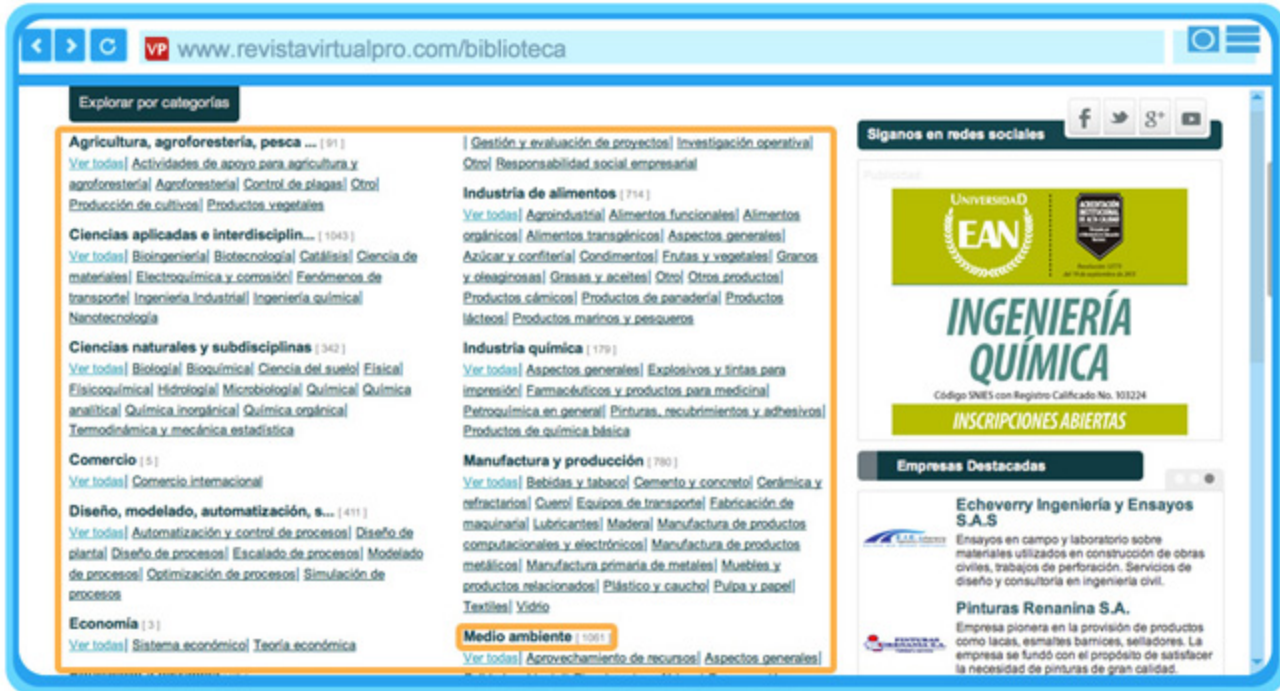 VP www.revistavirtualpro.com/biblioteca
Explorar por categorías
Agricultura, agroforestería, pesca ... [ 91 ]
Ver todas| Actividades de apoyo para agricultura y
agroforestería| Agroforestería| Control de plagas| Otro|
Producción de cultivos| Productos vegetales
Ciencias aplicadas e interdisciplin... [ 1043 ]
Ver todas| Bioingeniería| Biotecnología| Catálisis| Ciencia de
materiales| Electroquímica y corrosión| Fenómenos de
transporte| Ingeniería Industrial| Ingeniería química|
Nanotecnología
Ciencias naturales y subdisciplinas [ 342 ]
Ver todas| Biología| Bioquímica| Ciencia del suelo| Física|
Fisicoquímica| Hidrología| Microbiología| Química| Química
analítica| Química inorgánica| Química orgánica|
Termodinámica y mecánica estadística
Comercio [ 5 ]
Ver todas| Comercio internacional
Diseño, modelado, automatización, s... [ 411 ]
Ver todas| Automatización y control de procesos| Diseño de
planta| Diseño de procesos| Escalado de procesos| Modelado
de procesos| Optimización de procesos| Simulación de
procesos
Economía [ 3 ]
Ver todas| Sistema económico| Teoría económica
| Gestión y evaluación de proyectos| Investigación operativa|
Otro| Responsabilidad social empresarial
Industria de alimentos [ 714 ]
Ver todas| Agroindustria| Alimentos funcionales| Alimentos
orgánicos| Alimentos transgénicos| Aspectos generales|
Azúcar y confitería| Condimentos| Frutas y vegetales| Granos
y oleaginosas| Grasas y aceites| Otro| Otros productos|
Productos cárnicos| Productos de panadería| Productos
lácteos| Productos marinos y pesqueros
Industria química [ 179 ]
Ver todas| Aspectos generales| Explosivos y tintas para
impresión| Farmacéuticos y productos para medicina|
Petroquímica en general| Pinturas, recubrimientos y adhesivos|
Productos de química básica
Manufactura y producción [ 780 ]
Ver todas| Bebidas y tabaco| Cemento y concreto| Cerámica y
refractarios| Cuero| Equipos de transporte| Fabricación de
maquinaria| Lubricantes| Madera| Manufactura de productos
computacionales y electrónicos| Manufactura de productos
metálicos| Manufactura primaria de metales| Muebles y
productos relacionados| Plástico y caucho| Pulpa y papel|
Textiles| Vidrio
Medio ambiente [ 1061 ]
Ver todas| Aprovechamiento de recursos| Aspectos generales|
Siganos en redes sociales
Publicidad
UNIVERSIDAD
EAN
ACREDITACIÓN
INSTITUCIONAL
DE ALTA CALIDAD
INGENIERÍA
QUÍMICA
Código SNIES con Registro Calificado No. 103224
INSCRIPCIONES ABIERTAS
Empresas Destacadas
Echeverry Ingeniería y Ensayos
S.A.S
Ensayos en campo y laboratorio sobre
materiales utilizados en construcción de obras
civiles, trabajos de perforación. Servicios de
diseño y consultoría en ingeniería civil.
Pinturas Renanina S.A.
Empresa pionera en la provisión de productos
como lacas, esmaltes barnices, selladores. La
empresa se fundó con el propósito de satisfacer
la necesidad de pinturas de gran calidad.